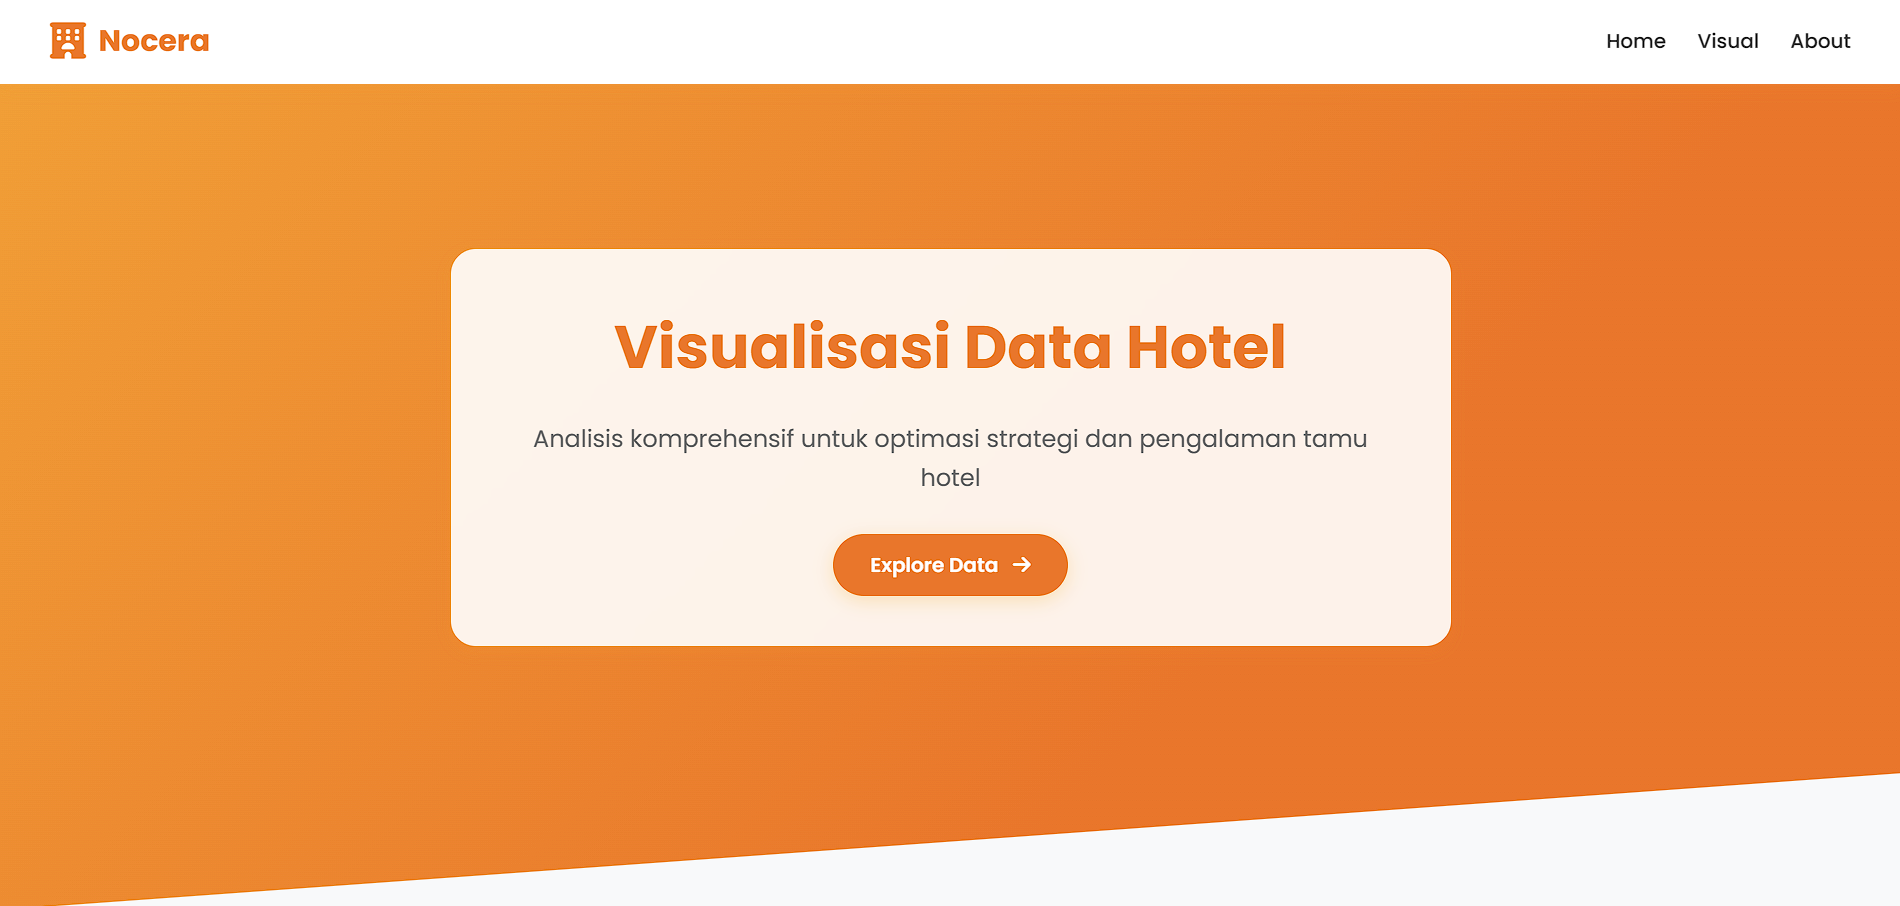 Nocera
Home Visual About
Visualisasi Data Hotel
Analisis komprehensif untuk optimasi strategi dan pengalaman tamu
hotel
Explore Data